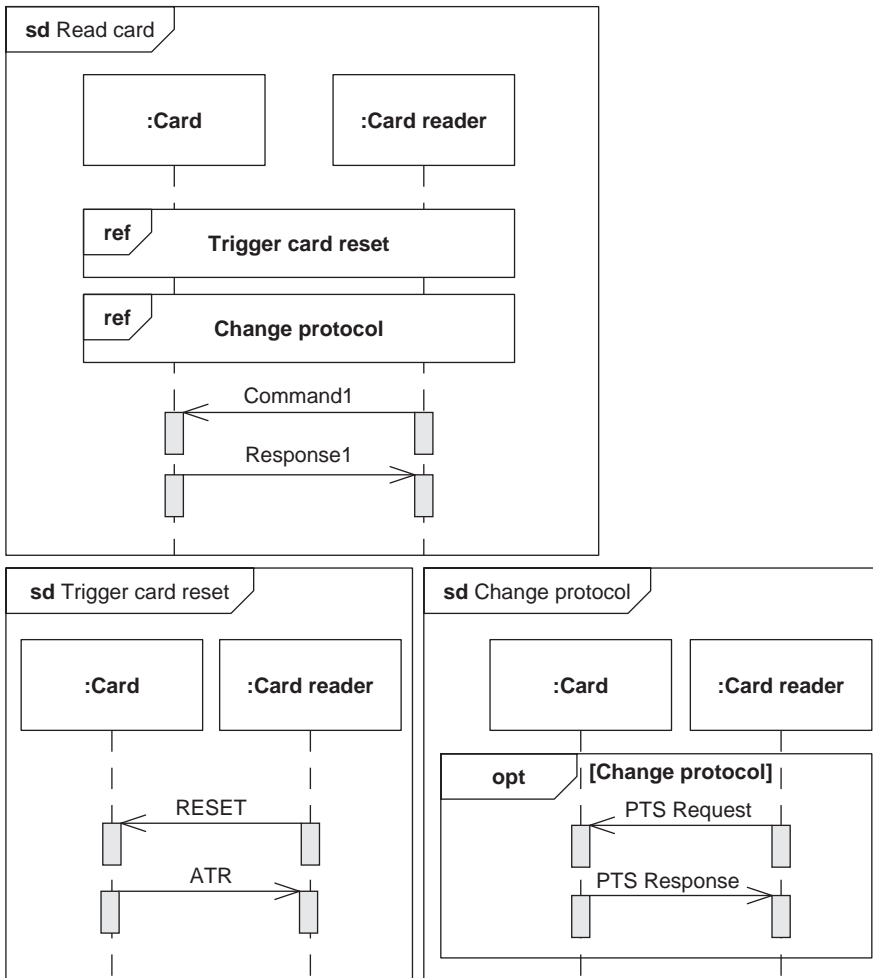 sd Read card
:Card
:Card reader
ref
Trigger card reset
ref
Change protocol
Command1
Response1
sd Trigger card reset
:Card
:Card reader
RESET
ATR
sd Change protocol
:Card
:Card reader
opt
[Change protocol]
PTS Request
PTS Response